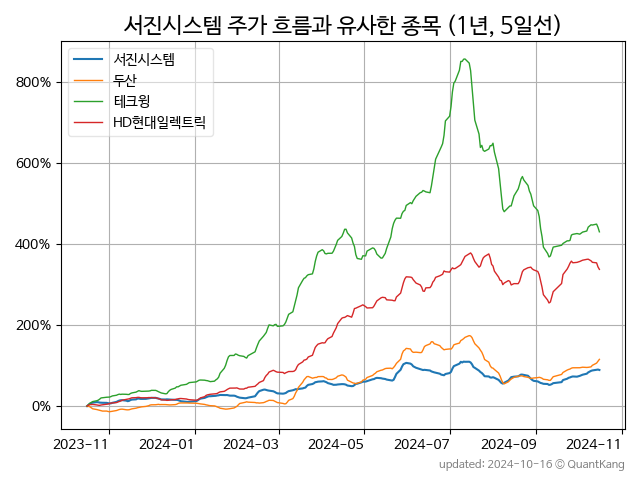 서진시스템 주가 흐름과 유사한 종목 (1년, 5일선)
서진시스템
두산
테크윙
HD현대일렉트릭
800%
600%
400%
200%
0%
2023-11 2024-01 2024-03 2024-05 2024-07 2024-09 2024-11
updated: 2024-10-16 © QuantKang